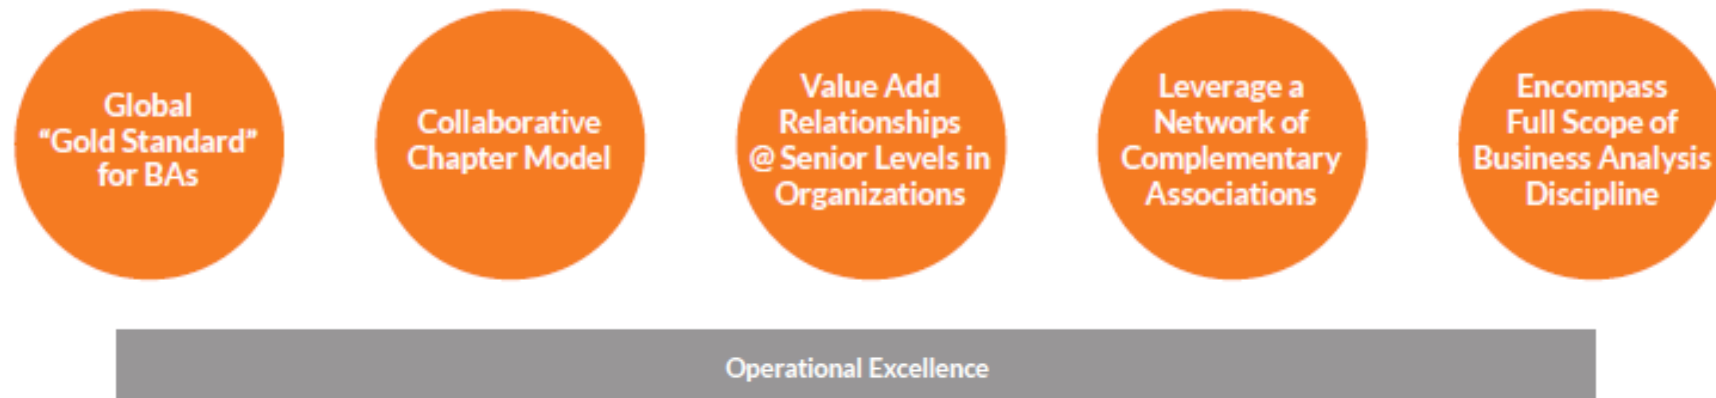 Global
“Gold Standard”
for BAs
Collaborative
Chapter Model
Value Add
Relationships
@ Senior Levels in
Organizations
Leverage a
Network of
Complementary
Associations
Encompass
Full Scope of
Business Analysis
Discipline
Operational Excellence